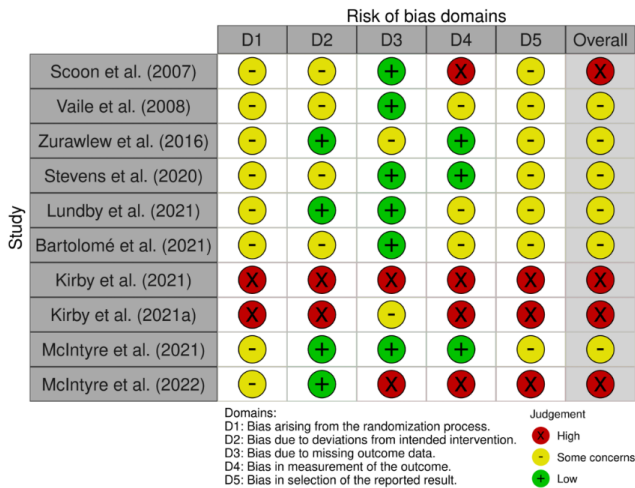 Risk of bias domains
D1 D2 D3 D4 D5 Overall
Study
Scoon et al. (2007) - - + X - X
Vaile et al. (2008) - - + - - -
Zurawlew et al. (2016) - + - + - -
Stevens et al. (2020) - - + + - -
Lundby et al. (2021) - + + - - -
Bartolomé et al. (2021) - - + - - -
Kirby et al. (2021) X X X X X X
Kirby et al. (2021a) X X - X X X
McIntyre et al. (2021) - + + + - -
McIntyre et al. (2022) - + X X X X
Domains:
D1: Bias arising from the randomization process.
D2: Bias due to deviations from intended intervention.
D3: Bias due to missing outcome data.
D4: Bias in measurement of the outcome.
D5: Bias in selection of the reported result.
Judgement
X High
- Some concerns
+ Low